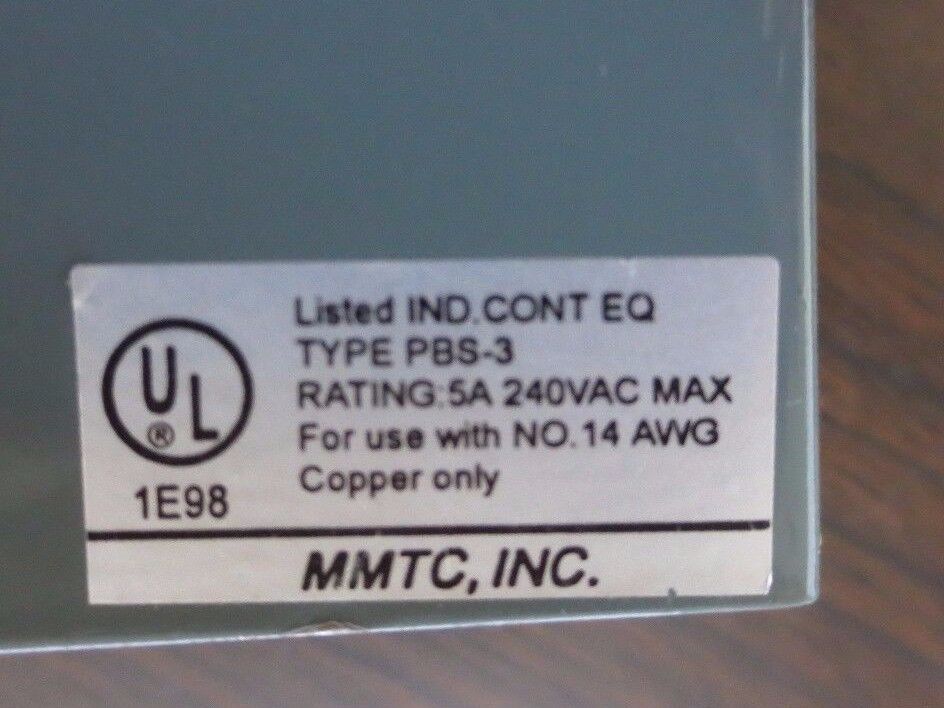 UL
®
1E98
Listed IND.CONT EQ
TYPE PBS-3
RATING:5A 240VAC MAX
For use with NO.14 AWG
Copper only
MMTC, INC.